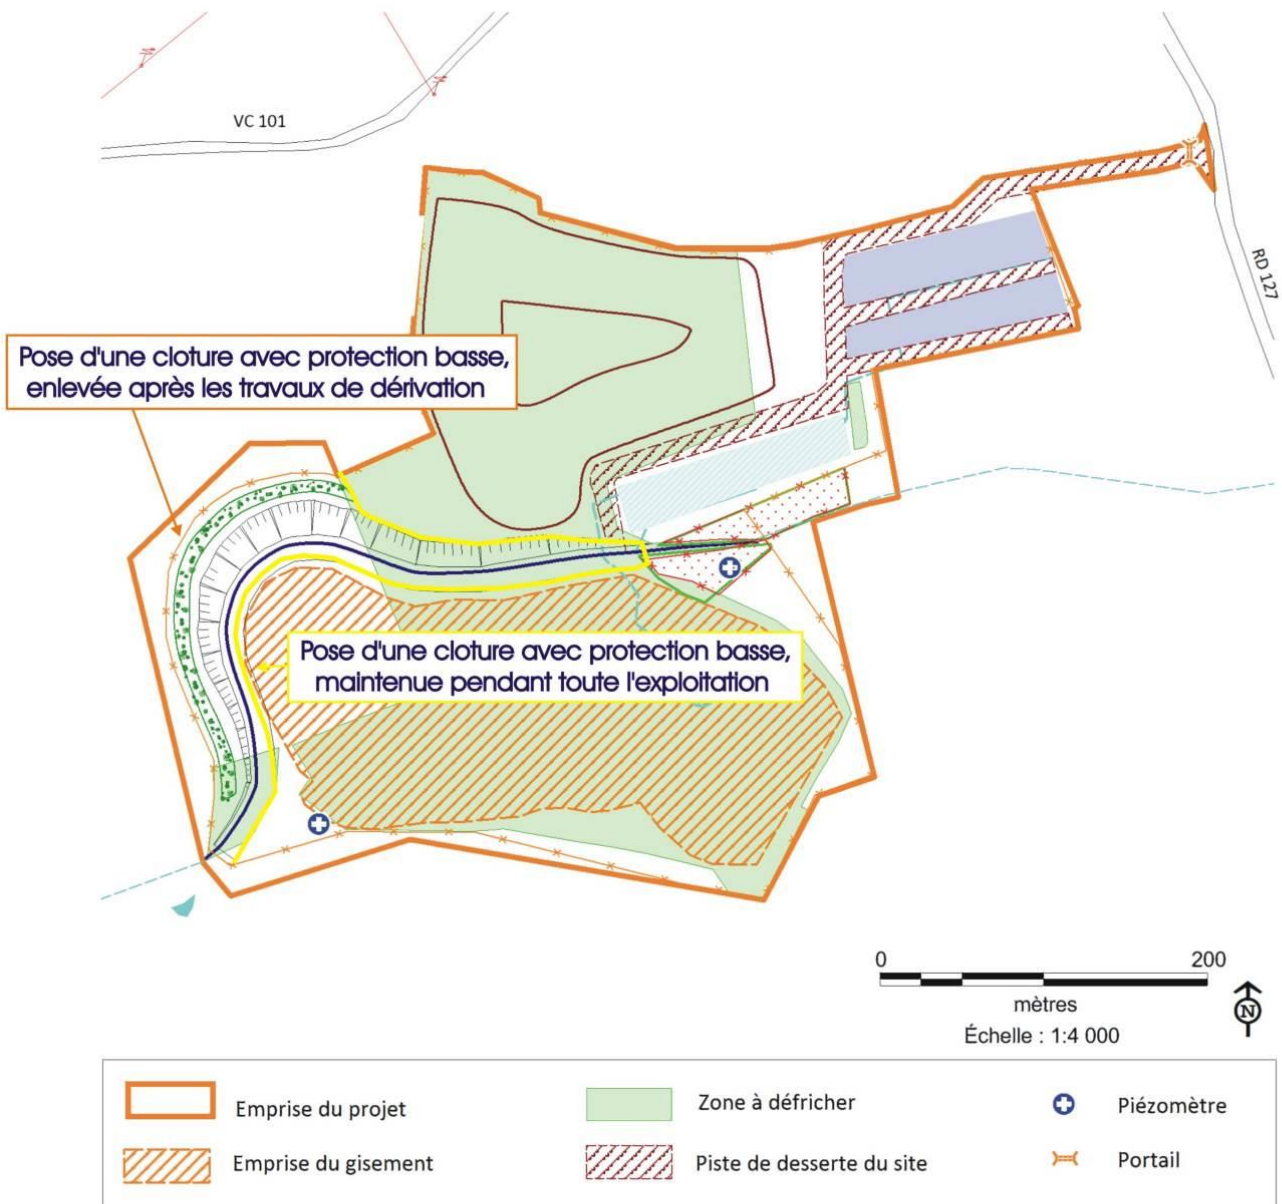 VC 101
RD 127
Pose d'une cloture avec protection basse,
enlevée après les travaux de dérivation
Pose d'une cloture avec protection basse,
maintenue pendant toute l'exploitation
0 200
mètres
Échelle : 1:4 000
N
Emprise du projet
Zone à défricher
Piézomètre
Emprise du gisement
Piste de desserte du site
Portail